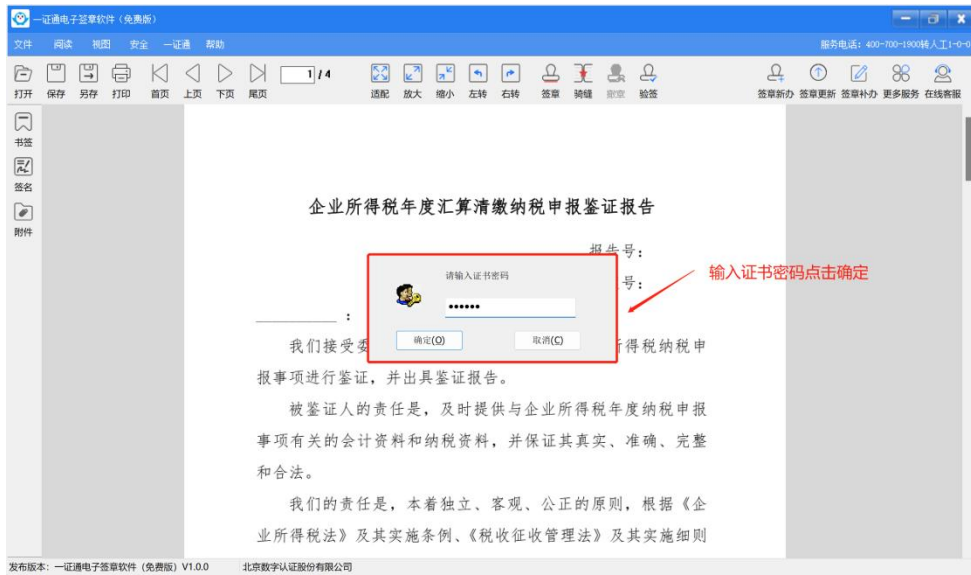 一证通电子签章软件（免费版）
文件 阅读 视图 安全 一证通 帮助 服务电话：400-700-1900转人工1-0-0
1 / 4
打开 保存 另存 打印 首页 上页 下页 尾页 适配 放大 缩小 左转 右转 签章 骑缝 验签 签章新办 签章更新 签章补办 更多服务 在线客服
书签
签名
附件
企业所得税年度汇算清缴纳税申报鉴证报告
报告号：
号：
请输入证书密码
••••••
确定(O) 取消(C)
输入证书密码点击确定
：
我们接受委 所得税纳税申
报事项进行鉴证，并出具鉴证报告。
被鉴证人的责任是，及时提供与企业所得税年度纳税申报
事项有关的会计资料和纳税资料，并保证其真实、准确、完整
和合法。
我们的责任是，本着独立、客观、公正的原则，根据《企
业所得税法》及其实施条例、《税收征收管理法》及其实施细则
发布版本：一证通电子签章软件（免费版）V1.0.0 北京数字认证股份有限公司